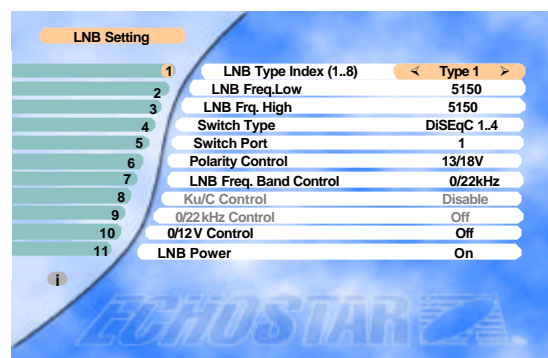 LNB Setting
1 LNB Type Index (1..8) Type 1
2 LNB Freq.Low 5150
3 LNB Frq. High 5150
4 Switch Type DiSEqC 1..4
5 Switch Port 1
6 Polarity Control 13/18V
7 LNB Freq. Band Control 0/22kHz
8 Ku/C Control Disable
9 0/22 kHz Control Off
10 0/12 V Control Off
11 LNB Power On
i
ECHOSTAR